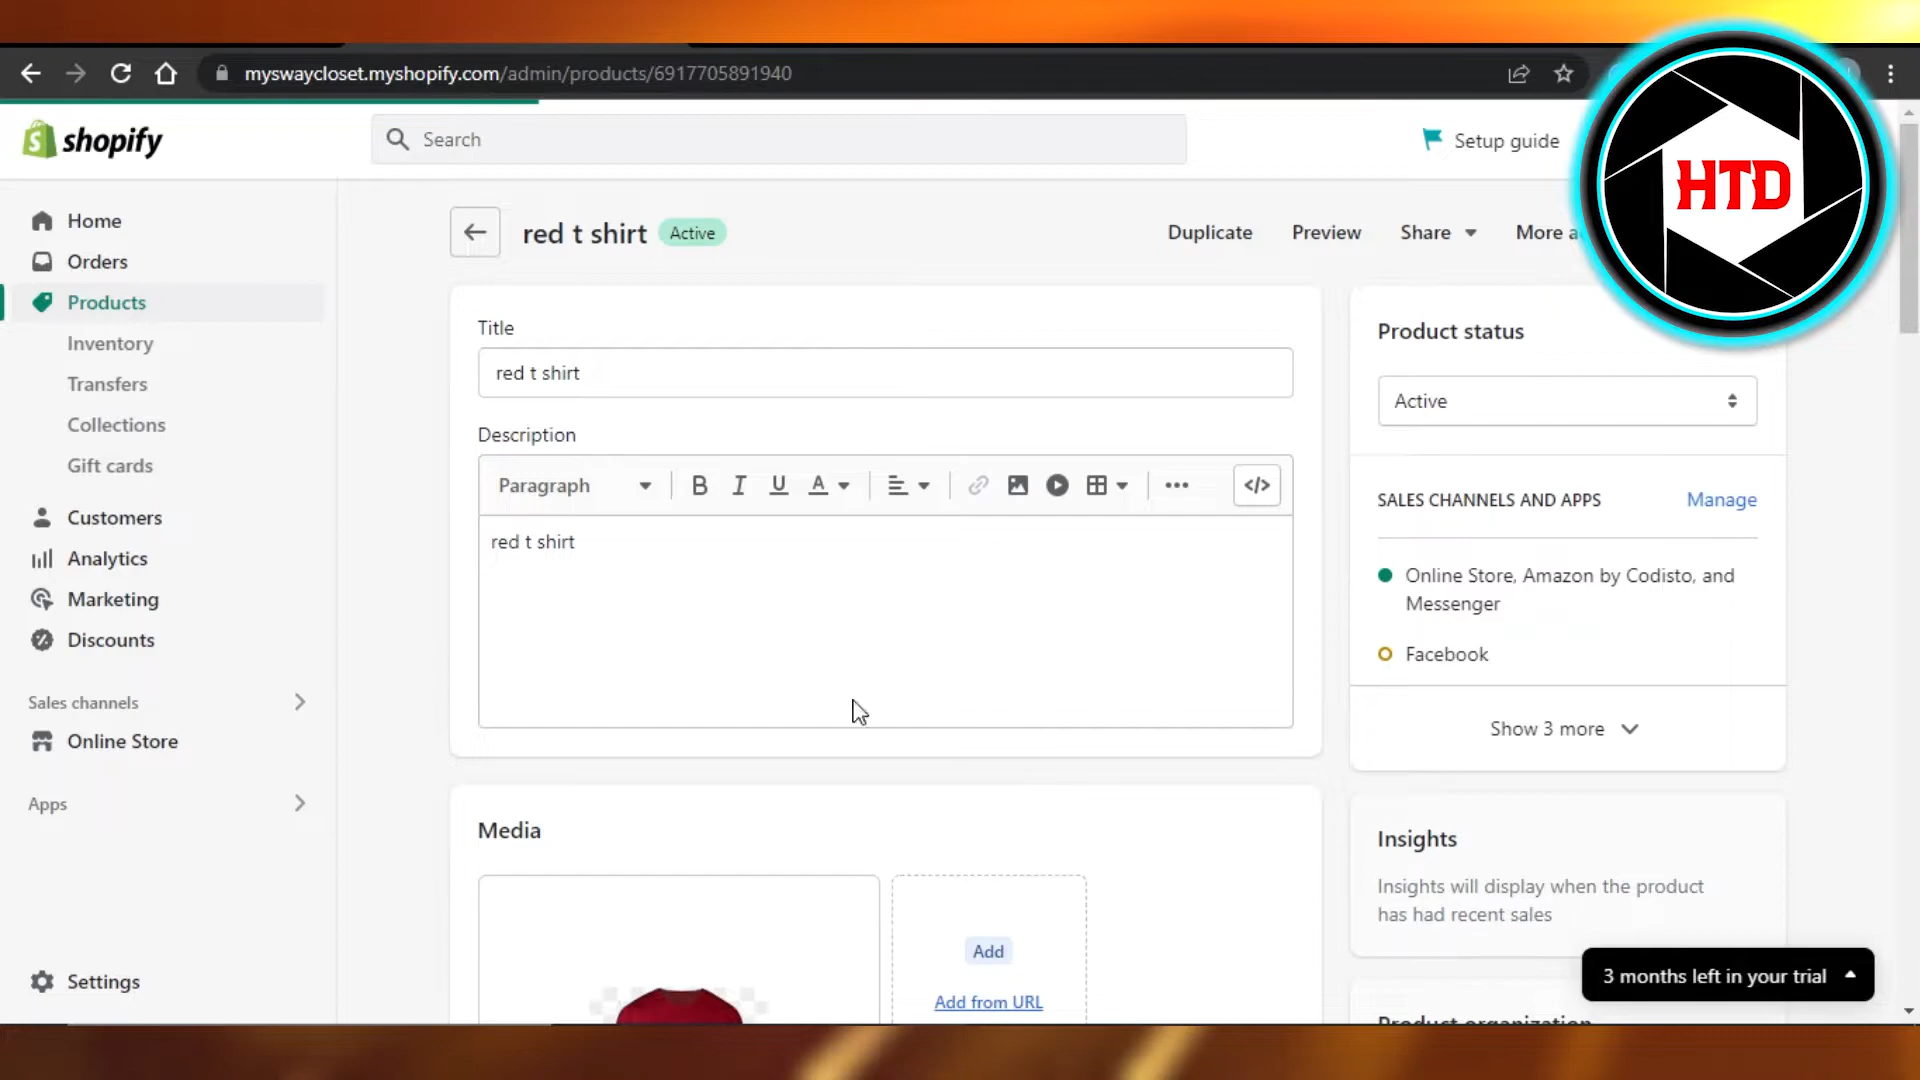 myswaycloset.myshopify.com/admin/products/6917705891940
shopify
Search
Setup guide
HTD
Home
Orders
Products
Inventory
Transfers
Collections
Gift cards
Customers
Analytics
Marketing
Discounts
Sales channels
Online Store
Apps
Settings
red t shirt
Active
Duplicate
Preview
Share
More a
Title
red t shirt
Description
Paragraph
B I U A
</>
red t shirt
Media
Add
Add from URL
Product status
Active
SALES CHANNELS AND APPS
Manage
Online Store, Amazon by Codisto, and
Messenger
Facebook
Show 3 more
Insights
Insights will display when the product
has had recent sales
3 months left in your trial
Product organization